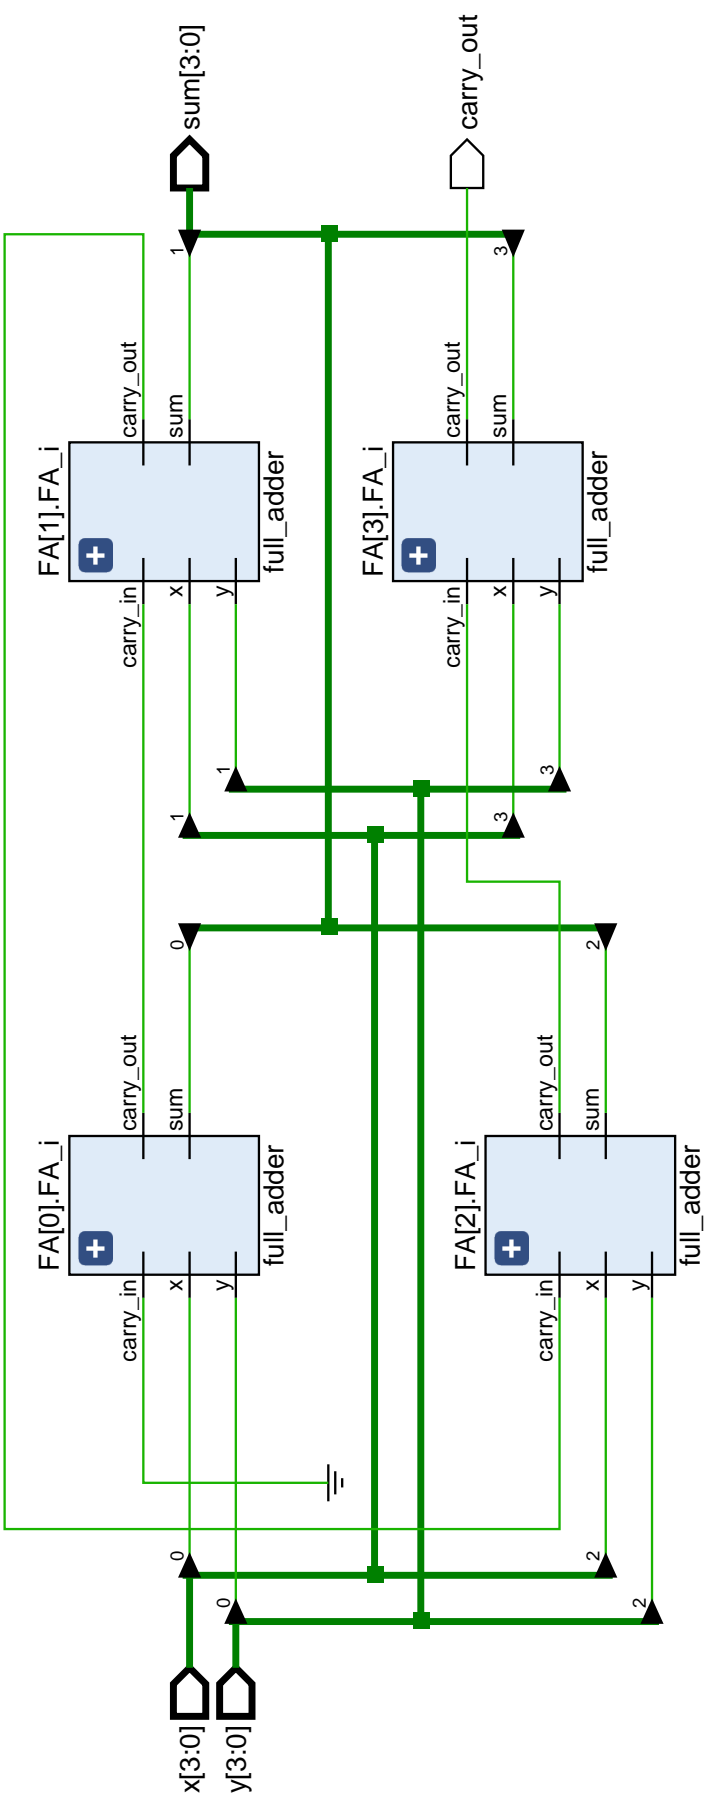 x[3:0]
y[3:0]
0
0
2
2
FA[0].FA_i
carry_in
x
y
carry_out
sum
full_adder
0
FA[2].FA_i
carry_in
x
y
carry_out
sum
full_adder
2
1
1
3
3
FA[1].FA_i
carry_in
x
y
carry_out
sum
full_adder
1
FA[3].FA_i
carry_in
x
y
carry_out
sum
full_adder
3
sum[3:0]
carry_out